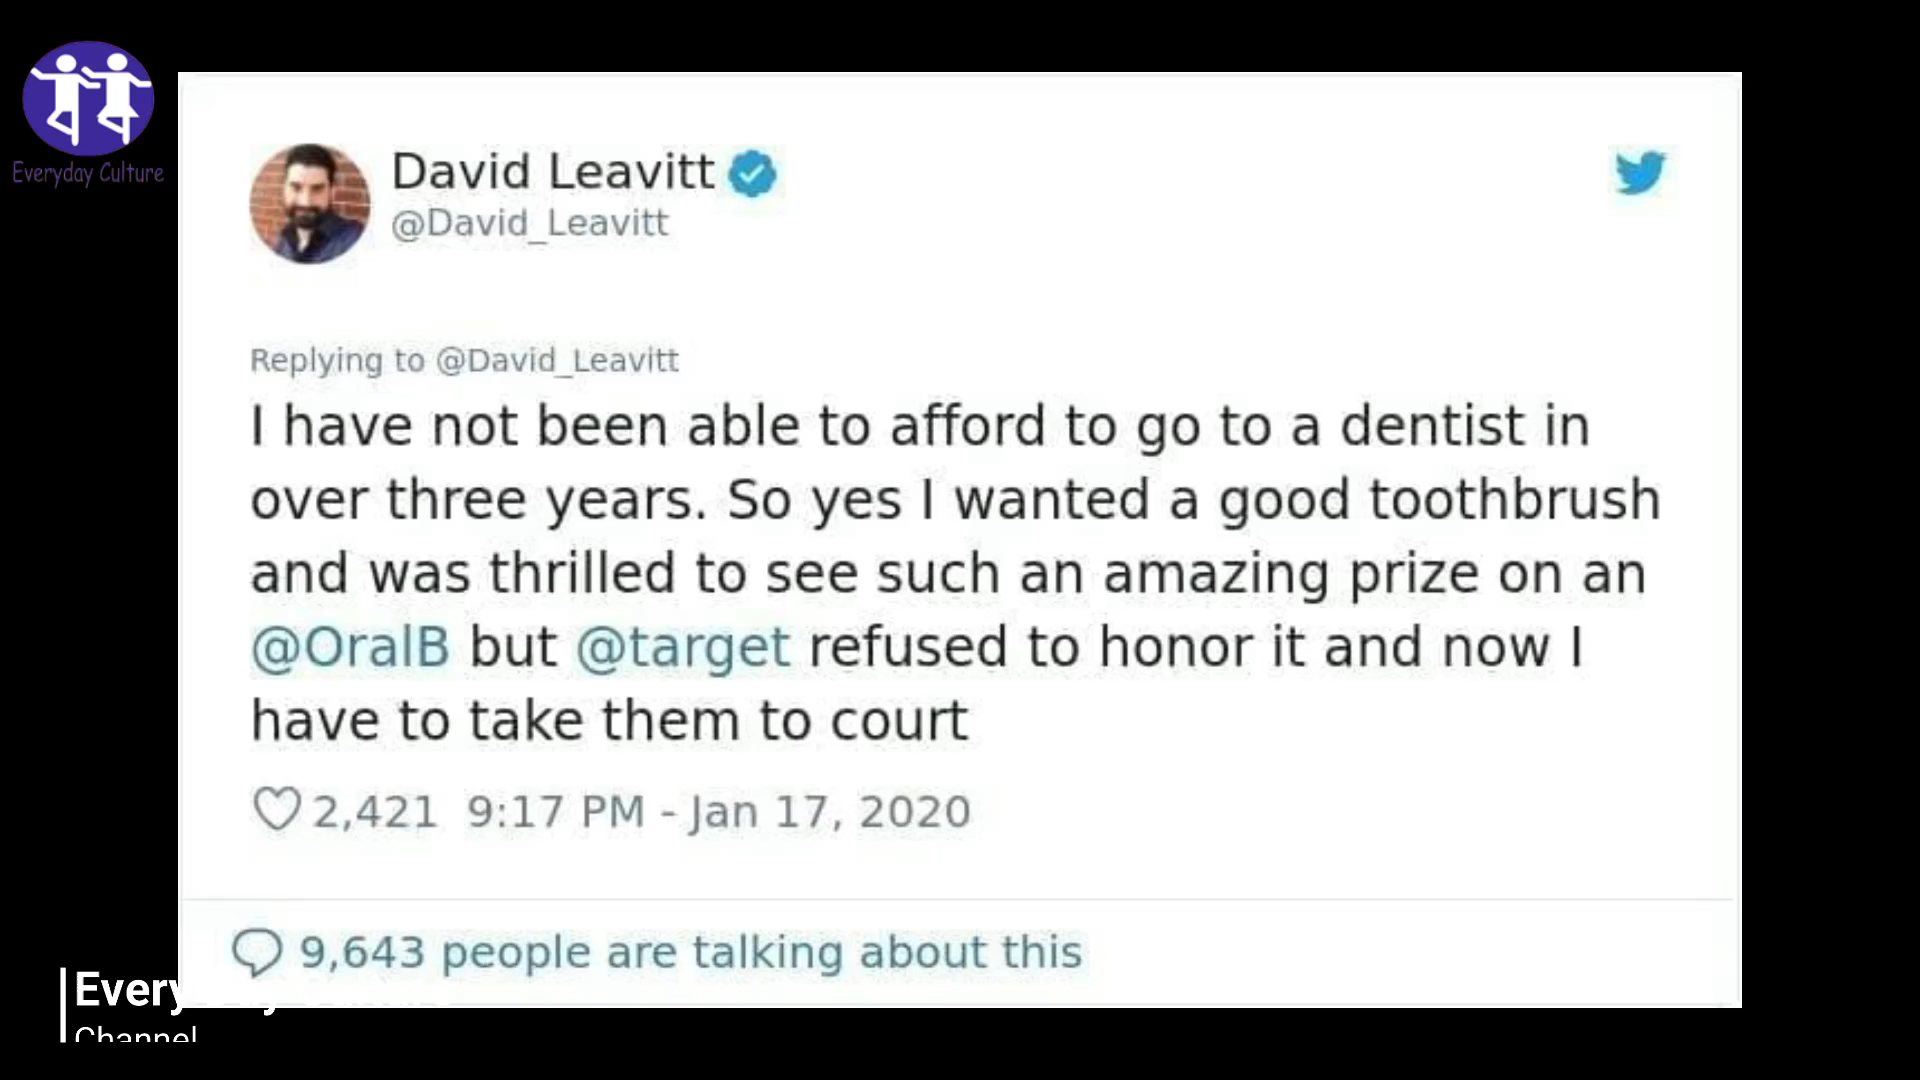 Everyday Culture
David Leavitt
@David_Leavitt
Replying to @David_Leavitt
I have not been able to afford to go to a dentist in
over three years. So yes I wanted a good toothbrush
and was thrilled to see such an amazing prize on an
@OralB but @target refused to honor it and now I
have to take them to court
2,421 9:17 PM - Jan 17, 2020
9,643 people are talking about this
Channel